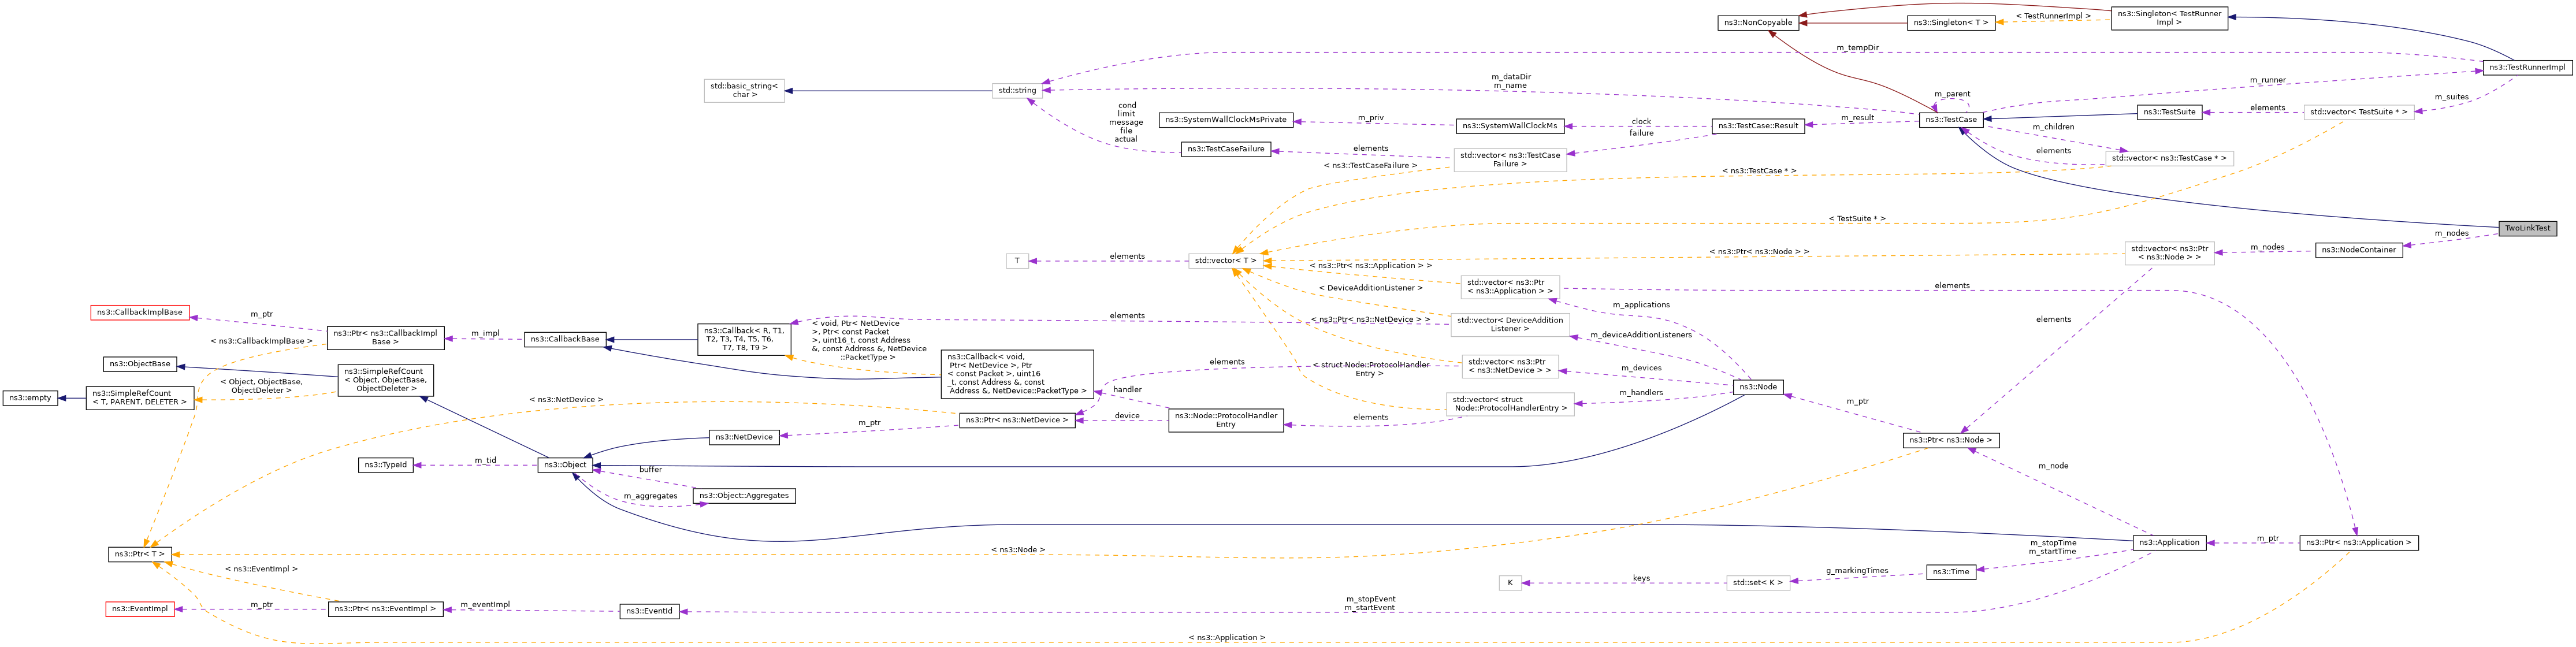 ns3::NonCopyable
ns3::Singleton< T >
< TestRunnerImpl >
ns3::Singleton< TestRunner
Impl >
m_tempDir
ns3::TestRunnerImpl
std::basic_string<
char >
std::string
m_dataDir
m_name
m_runner
m_parent
m_suites
cond
limit
message
file
actual
ns3::SystemWallClockMsPrivate
m_priv
ns3::SystemWallClockMs
clock
failure
ns3::TestCase::Result
m_result
ns3::TestCase
ns3::TestSuite
elements
std::vector< TestSuite * >
m_children
elements
ns3::TestCaseFailure
elements
std::vector< ns3::TestCase
Failure >
std::vector< ns3::TestCase * >
< ns3::TestCaseFailure >
< ns3::TestCase * >
< TestSuite * >
TwoLinkTest
m_nodes
T
elements
std::vector< T >
< ns3::Ptr< ns3::Node > >
std::vector< ns3::Ptr
< ns3::Node > >
m_nodes
ns3::NodeContainer
< ns3::Ptr< ns3::Application > >
std::vector< ns3::Ptr
< ns3::Application > >
elements
< DeviceAdditionListener >
m_applications
ns3::CallbackImplBase
m_ptr
ns3::Ptr< ns3::CallbackImpl
Base >
m_impl
ns3::CallbackBase
ns3::Callback< R, T1,
T2, T3, T4, T5, T6,
T7, T8, T9 >
< void, Ptr< NetDevice
>, Ptr< const Packet
>, uint16_t, const Address
&, const Address &, NetDevice
::PacketType >
elements
< ns3::Ptr< ns3::NetDevice > >
std::vector< DeviceAddition
Listener >
m_deviceAdditionListeners
elements
< ns3::CallbackImplBase >
ns3::ObjectBase
ns3::SimpleRefCount
< Object, ObjectBase,
ObjectDeleter >
ns3::Callback< void,
Ptr< NetDevice >, Ptr
< const Packet >, uint16
_t, const Address &, const
Address &, NetDevice::PacketType >
elements
< struct Node::ProtocolHandler
Entry >
std::vector< ns3::Ptr
< ns3::NetDevice > >
m_devices
ns3::Node
ns3::empty
ns3::SimpleRefCount
< T, PARENT, DELETER >
< Object, ObjectBase,
ObjectDeleter >
< ns3::NetDevice >
handler
std::vector< struct
Node::ProtocolHandlerEntry >
m_handlers
m_ptr
ns3::NetDevice
m_ptr
ns3::Ptr< ns3::NetDevice >
device
ns3::Node::ProtocolHandler
Entry
elements
ns3::Ptr< ns3::Node >
ns3::TypeId
m_tid
ns3::Object
buffer
m_aggregates
ns3::Object::Aggregates
m_node
ns3::Ptr< T >
< ns3::Node >
ns3::Application
m_ptr
ns3::Ptr< ns3::Application >
m_stopTime
m_startTime
< ns3::EventImpl >
K
keys
std::set< K >
g_markingTimes
ns3::Time
ns3::EventImpl
m_ptr
ns3::Ptr< ns3::EventImpl >
m_eventImpl
ns3::EventId
m_stopEvent
m_startEvent
< ns3::Application >